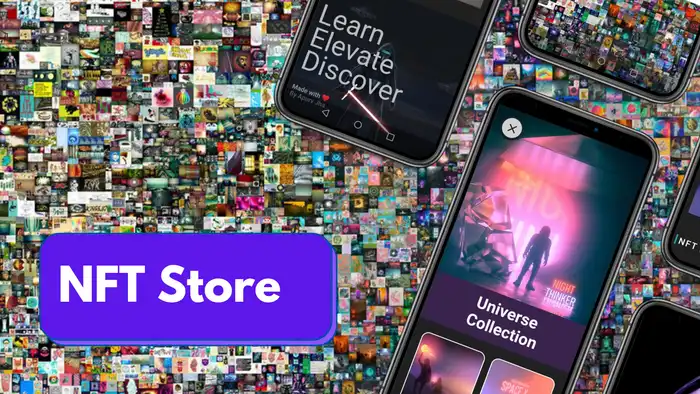 Learn
Elevate
Discover
Made with ❤
NFT Store
NIGHT
THINKER
Universe
Collection
NFT